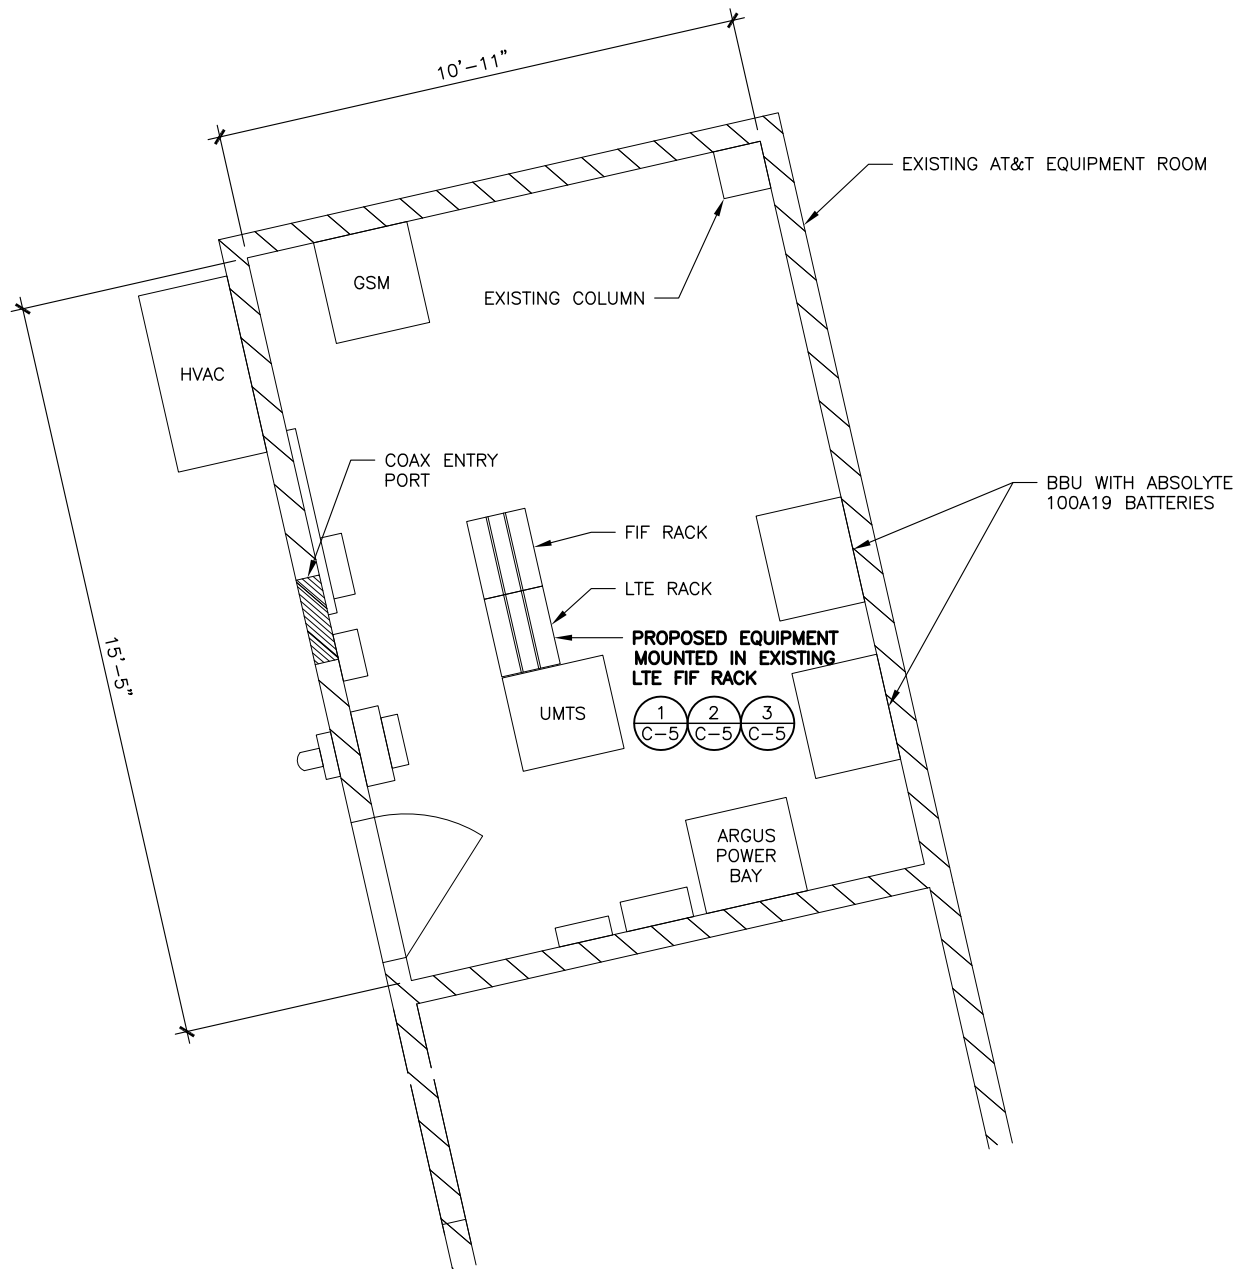 10'-11"
EXISTING AT&T EQUIPMENT ROOM
GSM
EXISTING COLUMN
HVAC
COAX ENTRY
PORT
BBU WITH ABSOLYTE
100A19 BATTERIES
FIF RACK
LTE RACK
PROPOSED EQUIPMENT
MOUNTED IN EXISTING
LTE FIF RACK
15'-5"
UMTS
1 2 3
C-5 C-5 C-5
ARGUS
POWER
BAY